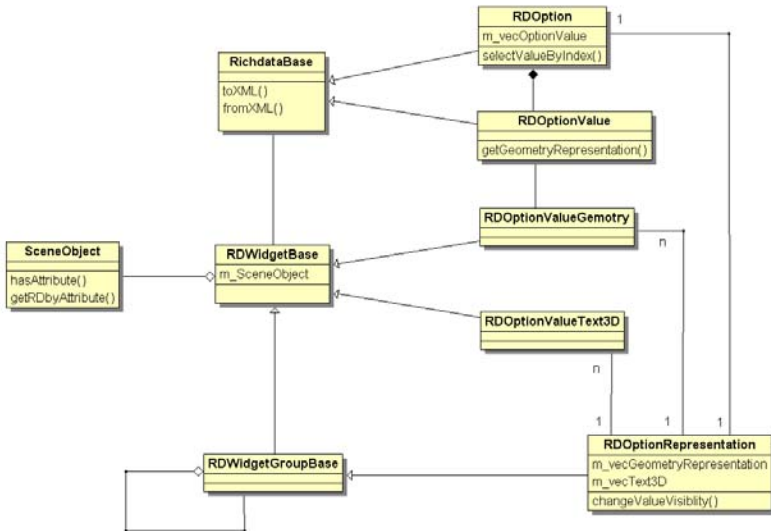 RDOption
1
m_vecOptionValue
selectValueByIndex()
RichdataBase
toXML()
fromXML()
RDOptionValue
getGeometryRepresentation()
RDOptionValueGemotry
n
SceneObject
hasAttribute()
getRDbyAttribute()
RDWidgetBase
m_SceneObject
RDOptionValueText3D
n
1
1
1
RDWidgetGroupBase
RDOptionRepresentation
m_vecGeometryRepresentation
m_vecText3D
changeValueVisiblity()